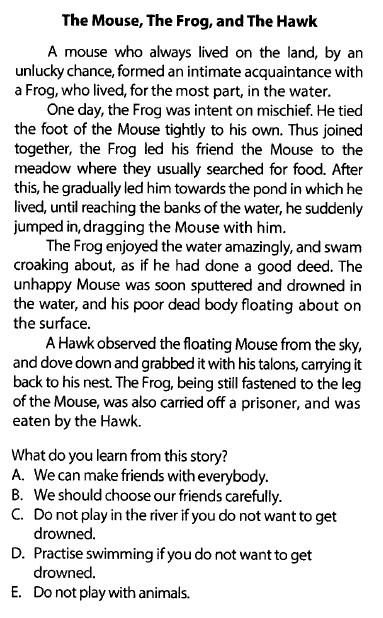 The Mouse, The Frog, and The Hawk
A mouse who always lived on the land, by an
unlucky chance, formed an intimate acquaintance with
a Frog, who lived, for the most part, in the water.
One day, the Frog was intent on mischief. He tied
the foot of the Mouse tightly to his own. Thus joined
together, the Frog led his friend the Mouse to the
meadow where they usually searched for food. After
this, he gradually led him towards the pond in which he
lived, until reaching the banks of the water, he suddenly
jumped in, dragging the Mouse with him.
The Frog enjoyed the water amazingly, and swam
croaking about, as if he had done a good deed. The
unhappy Mouse was soon sputtered and drowned in
the water, and his poor dead body floating about on
the surface.
A Hawk observed the floating Mouse from the sky,
and dove down and grabbed it with his talons, carrying it
back to his nest. The Frog, being still fastened to the leg
of the Mouse, was also carried off a prisoner, and was
eaten by the Hawk.
What do you learn from this story?
A. We can make friends with everybody.
B. We should choose our friends carefully.
C. Do not play in the river if you do not want to get
drowned.
D. Practise swimming if you do not want to get
drowned.
E. Do not play with animals.